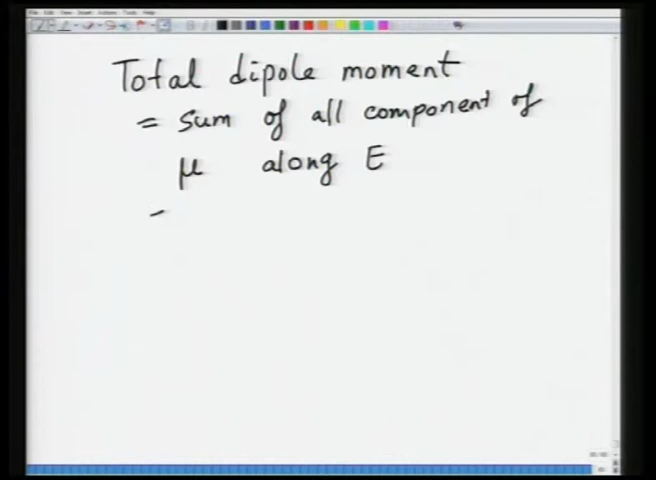 Total dipole moment
= sum of all component of
μ along E